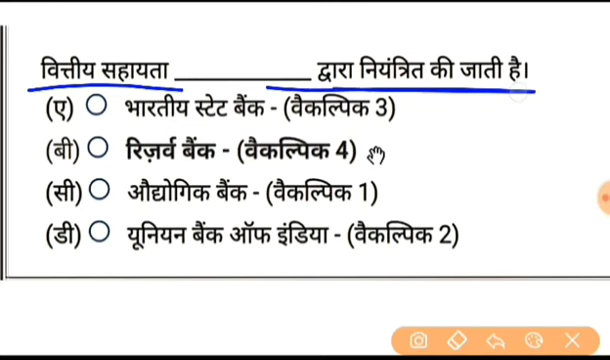 वित्तीय सहायता ____________ द्वारा नियंत्रित की जाती है।
(ए) भारतीय स्टेट बैंक - (वैकल्पिक 3)
(बी) रिज़र्व बैंक - (वैकल्पिक 4)
(सी) औद्योगिक बैंक - (वैकल्पिक 1)
(डी) यूनियन बैंक ऑफ इंडिया - (वैकल्पिक 2)